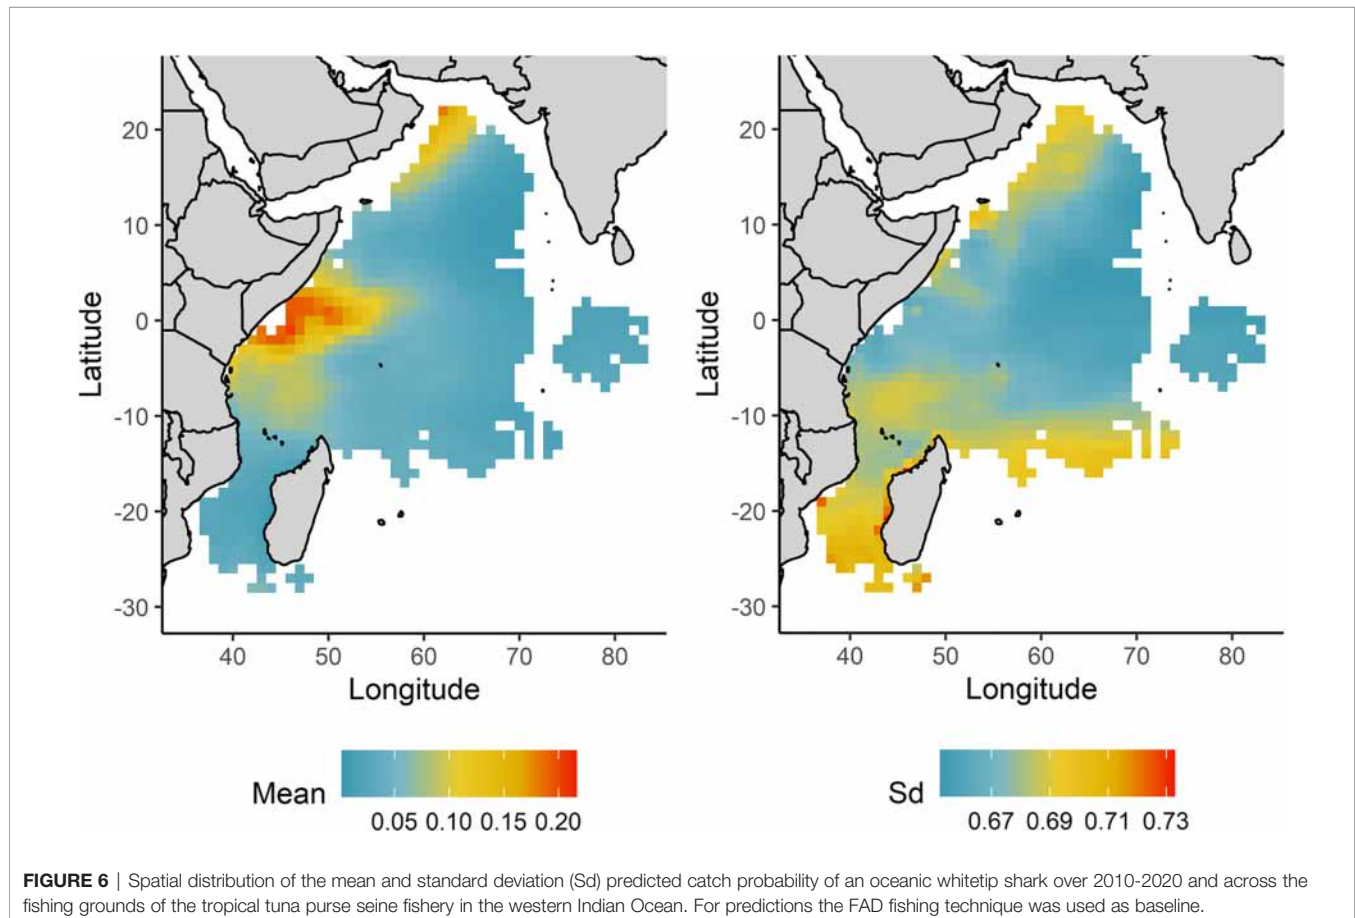 20
10
0
-10
-20
-30
Latitude
40 50 60 70 80
Longitude
Mean
0.05 0.10 0.15 0.20
20
10
0
-10
-20
-30
Latitude
40 50 60 70 80
Longitude
Sd
0.67 0.69 0.71 0.73
FIGURE 6 | Spatial distribution of the mean and standard deviation (Sd) predicted catch probability of an oceanic whitetip shark over 2010-2020 and across the
fishing grounds of the tropical tuna purse seine fishery in the western Indian Ocean. For predictions the FAD fishing technique was used as baseline.